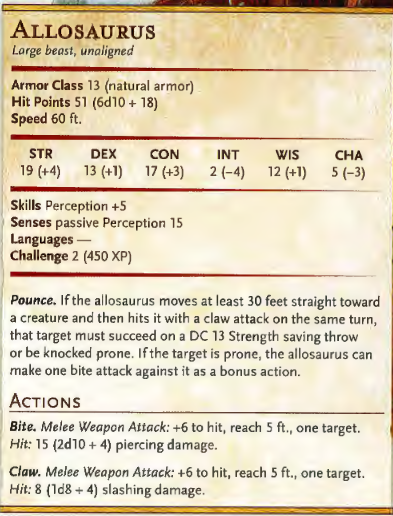 ALLOSAURUS
Large beast, unaligned
Armor Class 13 (natural armor)
Hit Points 51 (6d10 + 18)
Speed 60 ft.
STR DEX CON INT WIS CHA
19 (+4) 13 (+1) 17 (+3) 2 (−4) 12 (+1) 5 (−3)
Skills Perception +5
Senses passive Perception 15
Languages —
Challenge 2 (450 XP)
Pounce. If the allosaurus moves at least 30 feet straight toward
a creature and then hits it with a claw attack on the same turn,
that target must succeed on a DC 13 Strength saving throw
or be knocked prone. If the target is prone, the allosaurus can
make one bite attack against it as a bonus action.
ACTIONS
Bite. Melee Weapon Attack: +6 to hit, reach 5 ft., one target.
Hit: 15 (2d10 + 4) piercing damage.
Claw. Melee Weapon Attack: +6 to hit, reach 5 ft., one target.
Hit: 8 (1d8 + 4) slashing damage.